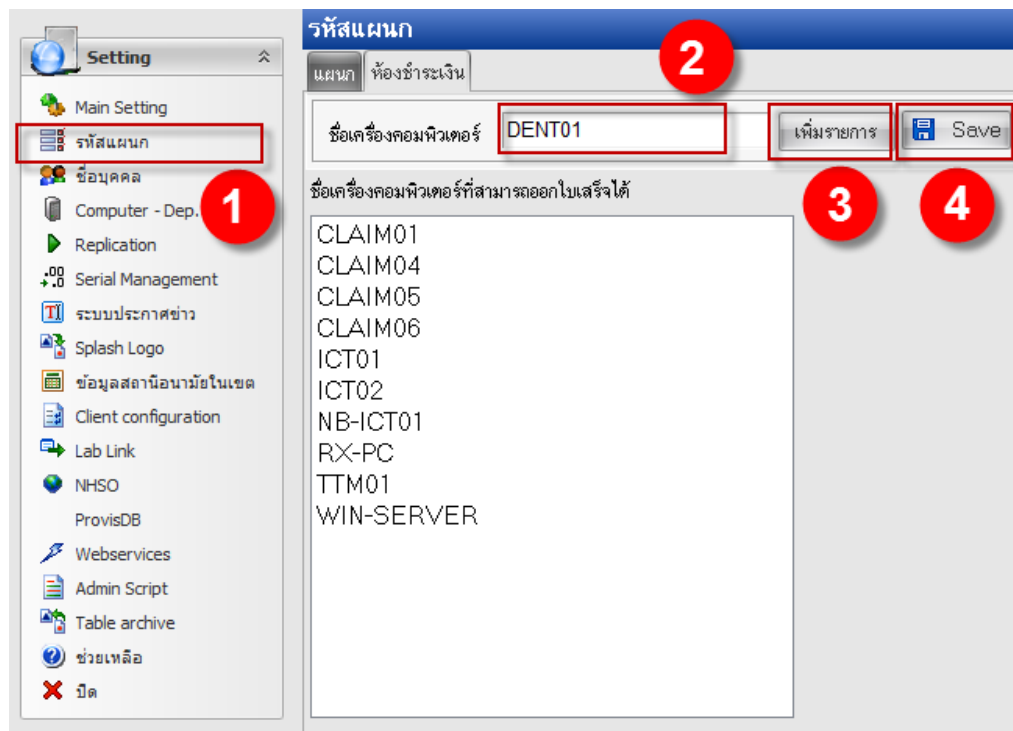 Setting
Main Setting
รหัสแผนก
ชื่อบุคคล
Computer - Dep.
Replication
Serial Management
ระบบประกาศข่าว
Splash Logo
ข้อมูลสถานีอนามัยในเขต
Client configuration
Lab Link
NHSO
ProvisDB
Webservices
Admin Script
Table archive
ช่วยเหลือ
ปิด
1
รหัสแผนก
แผนก ห้องชำระเงิน
2
ชื่อเครื่องคอมพิวเตอร์ DENT01 เพิ่มรายการ Save
ชื่อเครื่องคอมพิวเตอร์ที่สามารถออกใบเสร็จได้
3 4
CLAIM01
CLAIM04
CLAIM05
CLAIM06
ICT01
ICT02
NB-ICT01
RX-PC
TTM01
WIN-SERVER